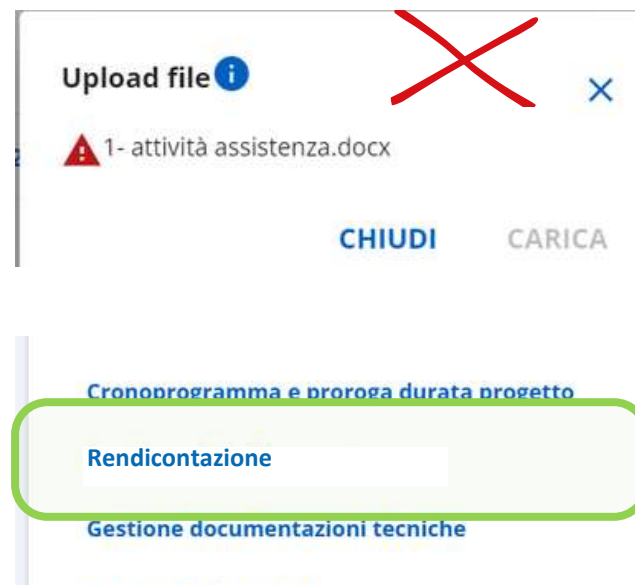 Upload file
1- attività assistenza.docx
CHIUDI CARICA
Cronoprogramma e proroga durata progetto
Rendicontazione
Gestione documentazioni tecniche